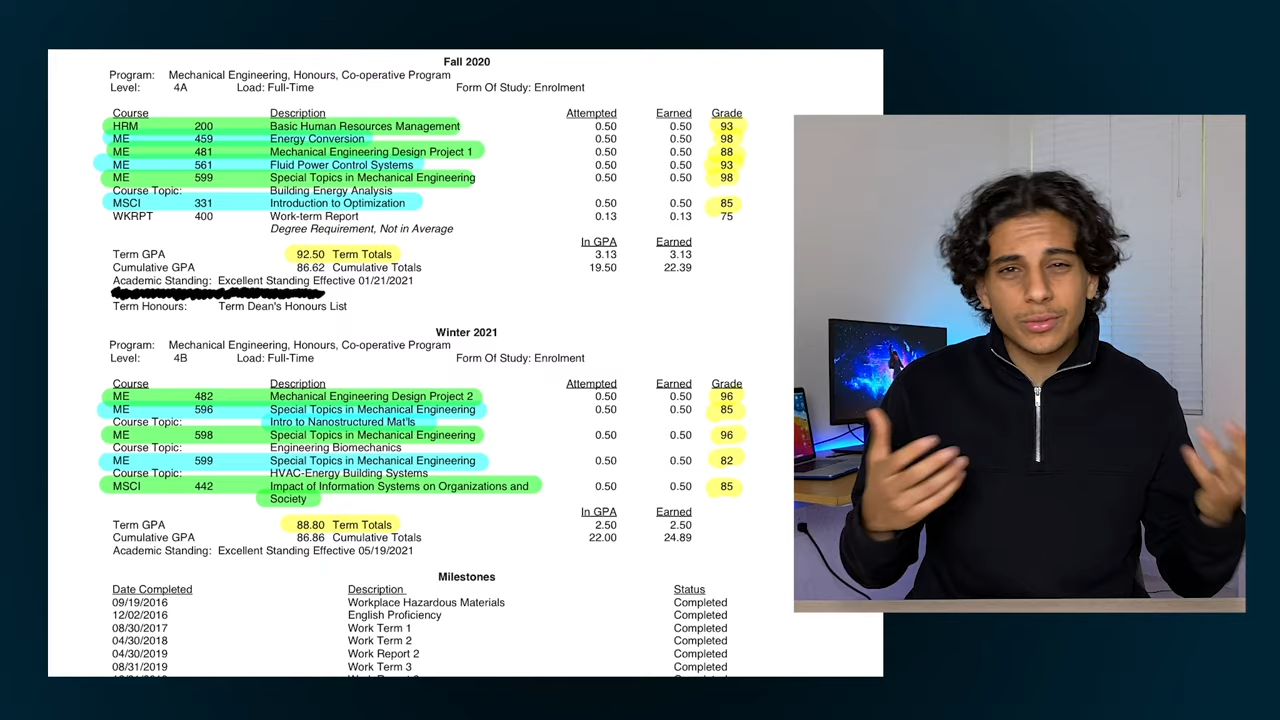 Fall 2020
Program: Mechanical Engineering, Honours, Co-operative Program
Level: 4A Load: Full-Time Form Of Study: Enrolment
Course Description Attempted Earned Grade
HRM 200 Basic Human Resources Management 0.50 0.50 93
ME 459 Energy Conversion 0.50 0.50 98
ME 481 Mechanical Engineering Design Project 1 0.50 0.50 88
ME 561 Fluid Power Control Systems 0.50 0.50 93
ME 599 Special Topics in Mechanical Engineering 0.50 0.50 98
Course Topic: Building Energy Analysis
MSCI 331 Introduction to Optimization 0.50 0.50 85
WKRPT 400 Work-term Report 0.13 0.13 75
Degree Requirement, Not in Average
In GPA Earned
Term GPA 92.50 Term Totals 3.13 3.13
Cumulative GPA 86.62 Cumulative Totals 19.50 22.39
Academic Standing: Excellent Standing Effective 01/21/2021
Term Honours: Term Dean's Honours List
Winter 2021
Program: Mechanical Engineering, Honours, Co-operative Program
Level: 4B Load: Full-Time Form Of Study: Enrolment
Course Description Attempted Earned Grade
ME 482 Mechanical Engineering Design Project 2 0.50 0.50 96
ME 596 Special Topics in Mechanical Engineering 0.50 0.50 85
Course Topic: Intro to Nanostructured Mat'ls
ME 598 Special Topics in Mechanical Engineering 0.50 0.50 96
Course Topic: Engineering Biomechanics
ME 599 Special Topics in Mechanical Engineering 0.50 0.50 82
Course Topic: HVAC-Energy Building Systems
MSCI 442 Impact of Information Systems on Organizations and 0.50 0.50 85
Society
In GPA Earned
Term GPA 88.80 Term Totals 2.50 2.50
Cumulative GPA 86.86 Cumulative Totals 22.00 24.89
Academic Standing: Excellent Standing Effective 05/19/2021
Milestones
Date Completed Description Status
09/19/2016 Workplace Hazardous Materials Completed
12/02/2016 English Proficiency Completed
08/30/2017 Work Term 1 Completed
04/30/2018 Work Term 2 Completed
04/30/2019 Work Report 2 Completed
08/31/2019 Work Term 3 Completed